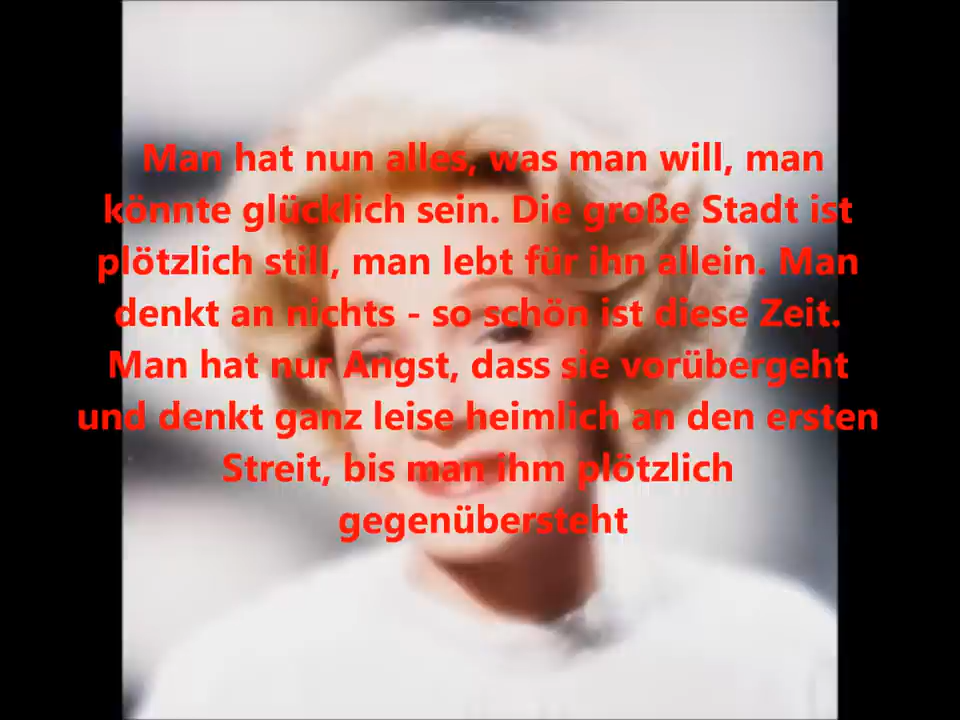 Man hat nun alles, was man will, man
könnte glücklich sein. Die große Stadt ist
plötzlich still, man lebt für ihn allein. Man
denkt an nichts - so schön ist diese Zeit.
Man hat nur Angst, dass sie vorübergeht
und denkt ganz leise heimlich an den ersten
Streit, bis man ihm plötzlich
gegenübersteht